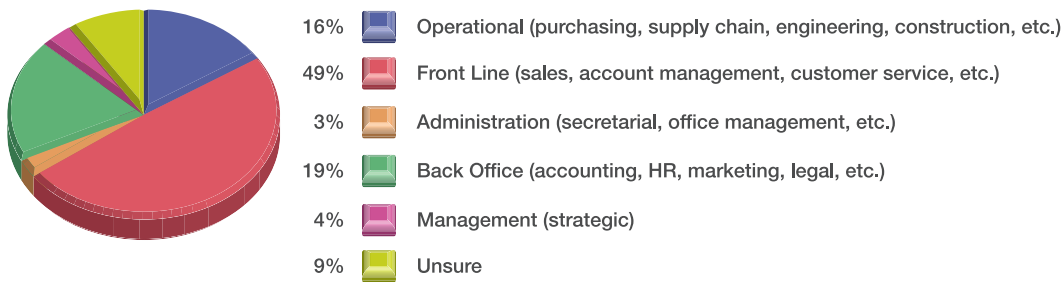 16% Operational (purchasing, supply chain, engineering, construction, etc.)
49% Front Line (sales, account management, customer service, etc.)
3% Administration (secretarial, office management, etc.)
19% Back Office (accounting, HR, marketing, legal, etc.)
4% Management (strategic)
9% Unsure